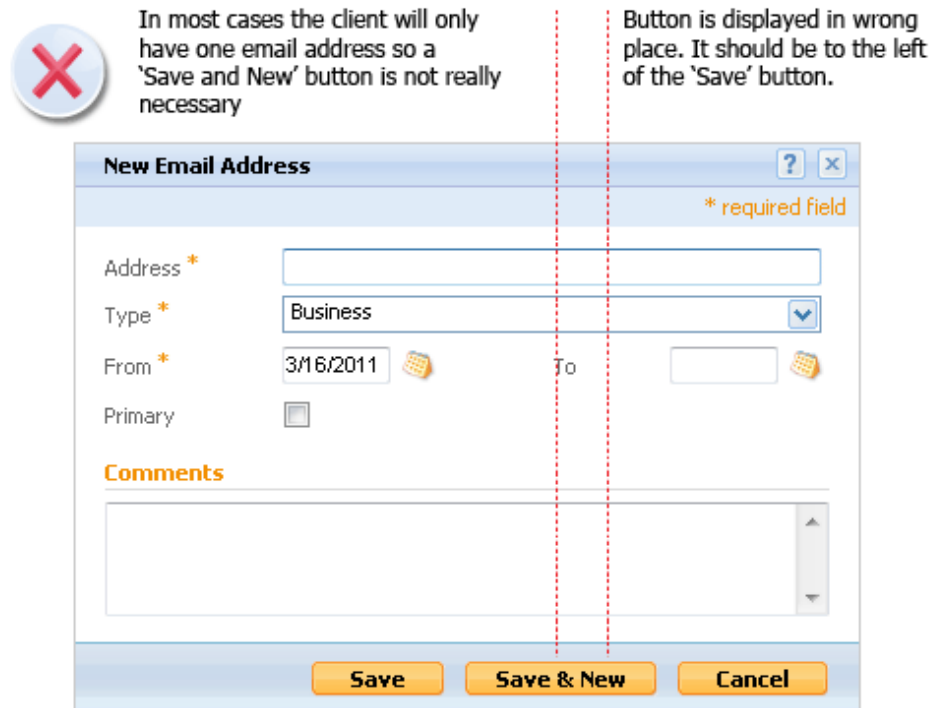 In most cases the client will only
have one email address so a
‘Save and New’ button is not really
necessary
Button is displayed in wrong
place. It should be to the left
of the ‘Save’ button.
New Email Address
?
* required field
Address *
Type * Business
From * 3/16/2011 To
Primary
Comments
Save Save & New Cancel